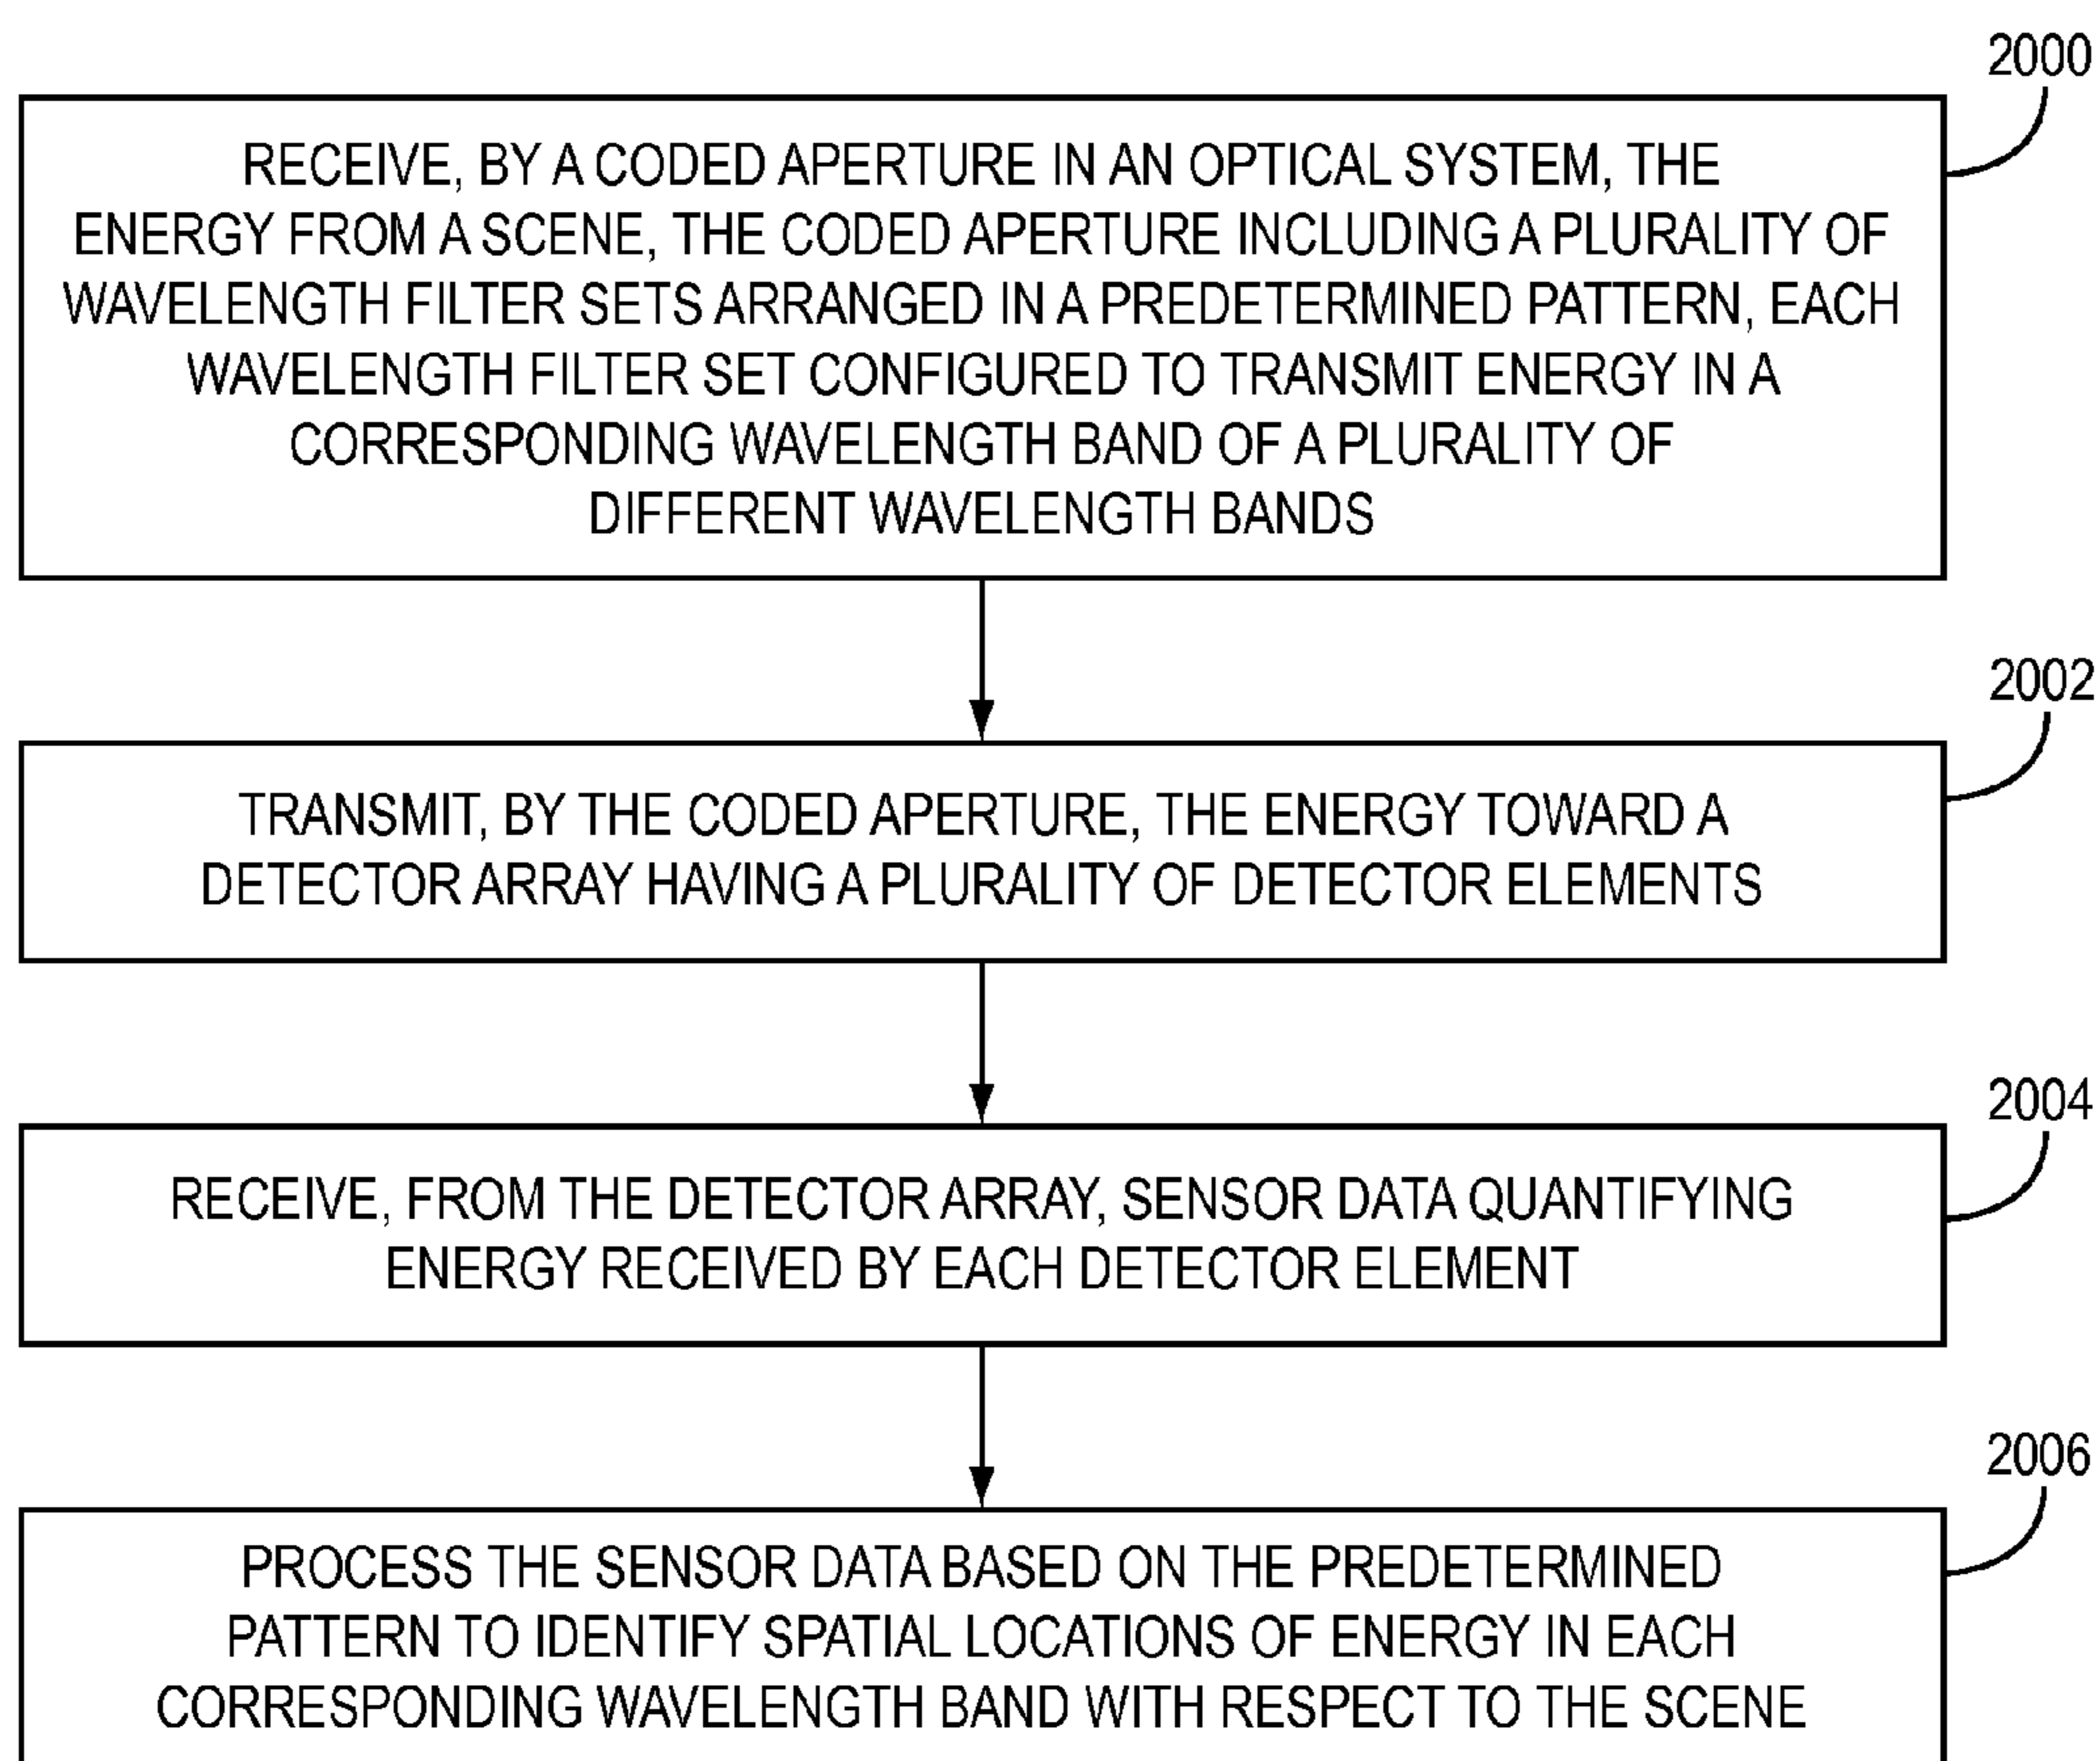 2000
RECEIVE, BY A CODED APERTURE IN AN OPTICAL SYSTEM, THE
ENERGY FROM A SCENE, THE CODED APERTURE INCLUDING A PLURALITY OF
WAVELENGTH FILTER SETS ARRANGED IN A PREDETERMINED PATTERN, EACH
WAVELENGTH FILTER SET CONFIGURED TO TRANSMIT ENERGY IN A
CORRESPONDING WAVELENGTH BAND OF A PLURALITY OF
DIFFERENT WAVELENGTH BANDS
2002
TRANSMIT, BY THE CODED APERTURE, THE ENERGY TOWARD A
DETECTOR ARRAY HAVING A PLURALITY OF DETECTOR ELEMENTS
2004
RECEIVE, FROM THE DETECTOR ARRAY, SENSOR DATA QUANTIFYING
ENERGY RECEIVED BY EACH DETECTOR ELEMENT
2006
PROCESS THE SENSOR DATA BASED ON THE PREDETERMINED
PATTERN TO IDENTIFY SPATIAL LOCATIONS OF ENERGY IN EACH
CORRESPONDING WAVELENGTH BAND WITH RESPECT TO THE SCENE